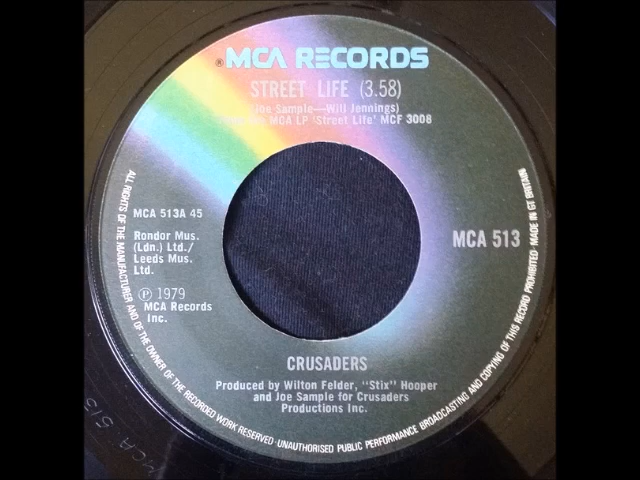 ® MCA RECORDS
STREET LIFE (3.58)
(Joe Sample—Will Jennings)
MCA LP 'Street Life' MCF 3008
MCA 513A 45
Rondor Mus.
(Ldn.) Ltd./
Leeds Mus.
Ltd.
MCA 513
Ⓟ 1979
MCA Records
Inc.
CRUSADERS
Produced by Wilton Felder, "Stix" Hooper
and Joe Sample for Crusaders
Productions Inc.
ALL RIGHTS OF THE MANUFACTURER AND OF THE OWNER OF THE RECORDED WORK RESERVED · UNAUTHORISED PUBLIC PERFORMANCE BROADCASTING AND COPYING OF THIS RECORD PROHIBITED · MADE IN GT BRITAIN
MCA 513